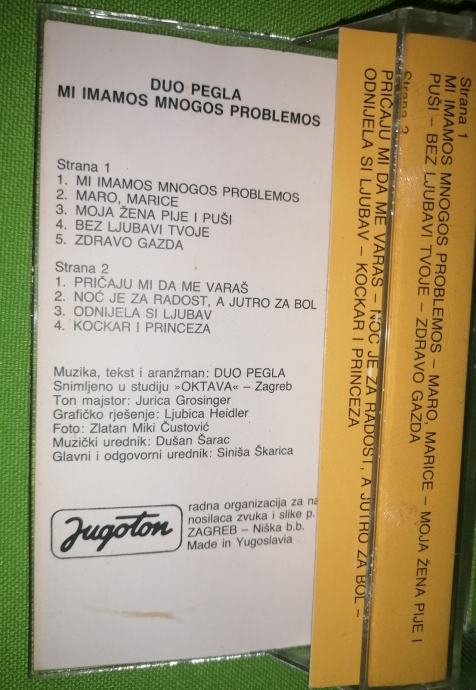 DUO PEGLA
MI IMAMOS MNOGOS PROBLEMOS
Strana 1
1. MI IMAMOS MNOGOS PROBLEMOS
2. MARO, MARICE
3. MOJA ŽENA PIJE I PUŠI
4. BEZ LJUBAVI TVOJE
5. ZDRAVO GAZDA
Strana 2
1. PRIČAJU MI DA ME VARAŠ
2. NOĆ JE ZA RADOST, A JUTRO ZA BOL
3. ODNIJELA SI LJUBAV
4. KOCKAR I PRINCEZA
Muzika, tekst i aranžman: DUO PEGLA
Snimljeno u studiju »OKTAVA« – Zagreb
Ton majstor: Jurica Grosinger
Grafičko rješenje: Ljubica Heidler
Foto: Zlatan Miki Čustović
Muzički urednik: Dušan Šarac
Glavni i odgovorni urednik: Siniša Škarica
Jugoton
radna organizacija za na
nosilaca zvuka i slike p.
ZAGREB – Niška b.b.
Made in Yugoslavia
Strana 1
MI IMAMOS MNOGOS PROBLEMOS – MARO, MARICE – MOJA ŽENA PIJE I
PUŠI – BEZ LJUBAVI TVOJE – ZDRAVO GAZDA
Strana 2
PRIČAJU MI DA ME VARAŠ – NOĆ JE ZA RADOST, A JUTRO ZA BOL –
ODNIJELA SI LJUBAV – KOCKAR I PRINCEZA